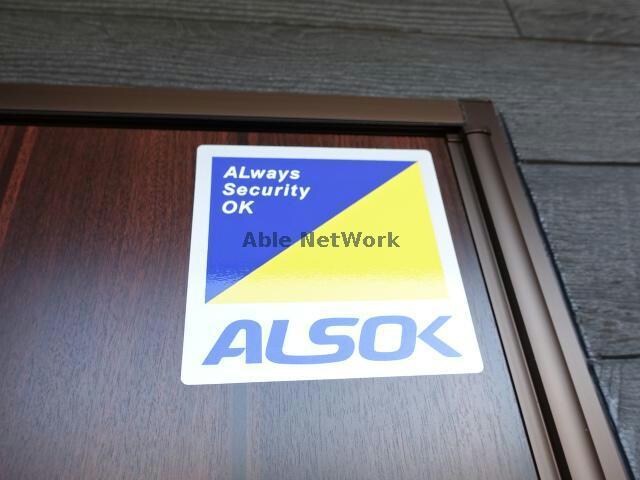 ALways
Security
OK
Able NetWork
ALSOK